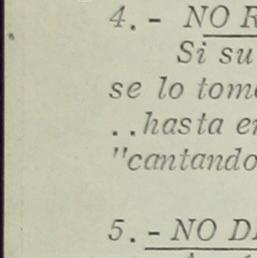 4.- NO R
Si su
se lo tom
..hasta e
"cantando
5.- NO D